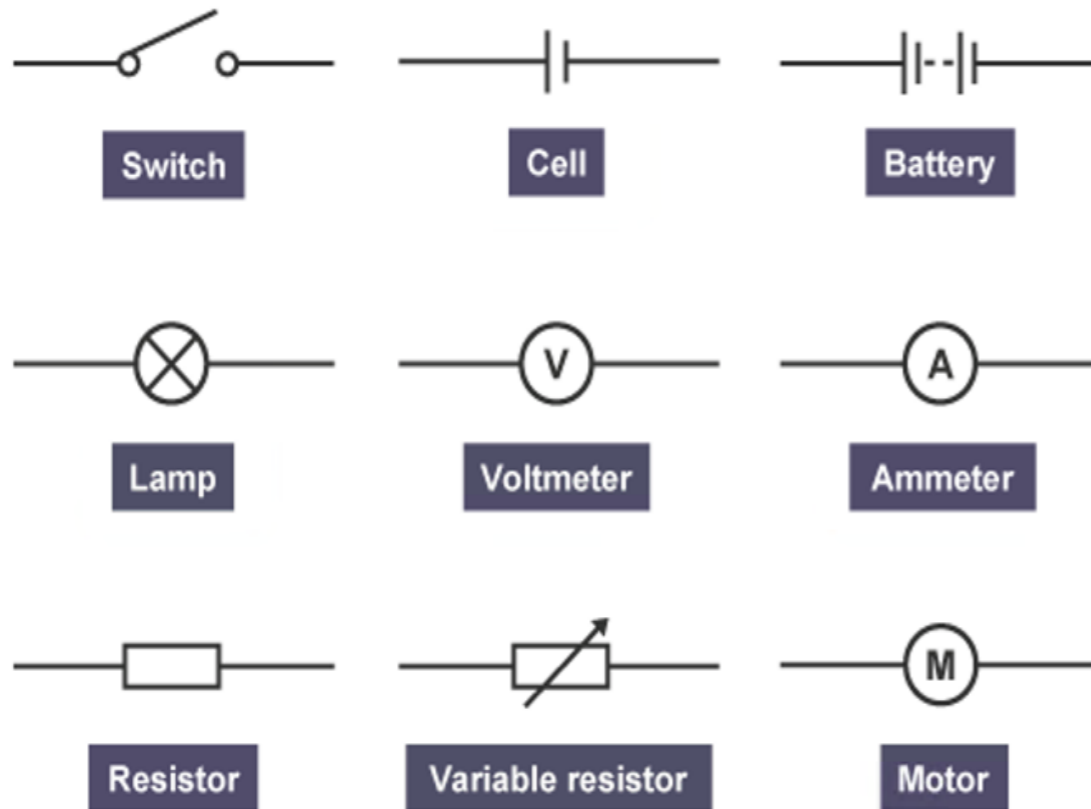 Switch
Cell
Battery
V
A
Lamp
Voltmeter
Ammeter
M
Resistor
Variable resistor
Motor